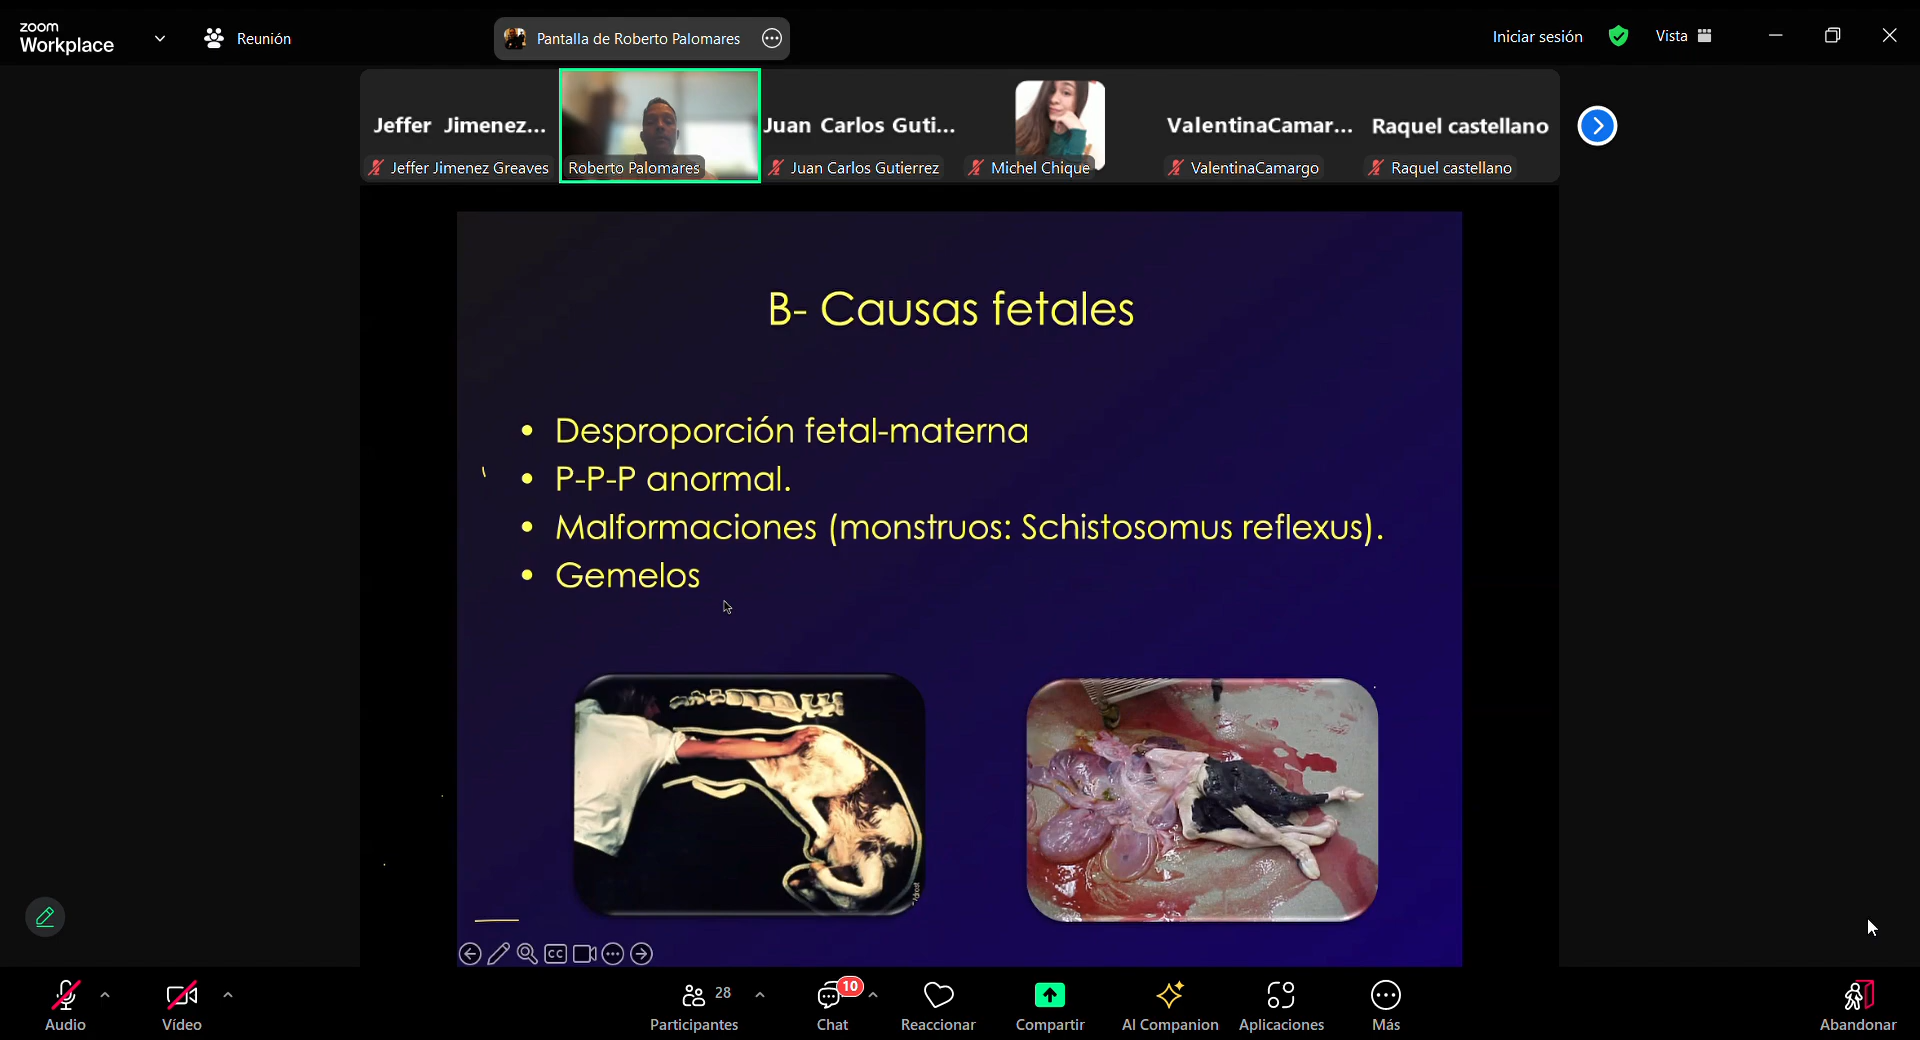 zoom
Workplace
Reunión
Pantalla de Roberto Palomares
Iniciar sesión
Vista
Jeffer Jimenez...
Juan Carlos Guti...
ValentinaCamar...
Raquel castellano
Jeffer Jimenez Greaves
Roberto Palomares
Juan Carlos Gutierrez
Michel Chique
ValentinaCamargo
Raquel castellano
B- Causas fetales
• Desproporción fetal-materna
• P-P-P anormal.
• Malformaciones (monstruos: Schistosomus reflexus).
• Gemelos
CC
Audio
Vídeo
28
Participantes
10
Chat
Reaccionar
Compartir
AI Companion
Aplicaciones
Más
Abandonar